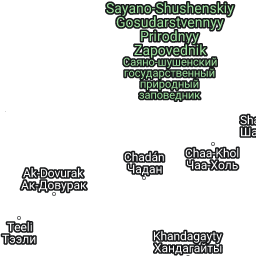 Sayano-Shushenskiy
Gosudarstvennyy
Prirodnyy
Zapovednik
Саяно-шушенский
государственный
природный
заповедник
Chadán
Чадан
Chaa-Khol
Чаа-Холь
Ak-Dovurak
Ак-Довурак
Teeli
Тээли
Khandagayty
Хандагайты